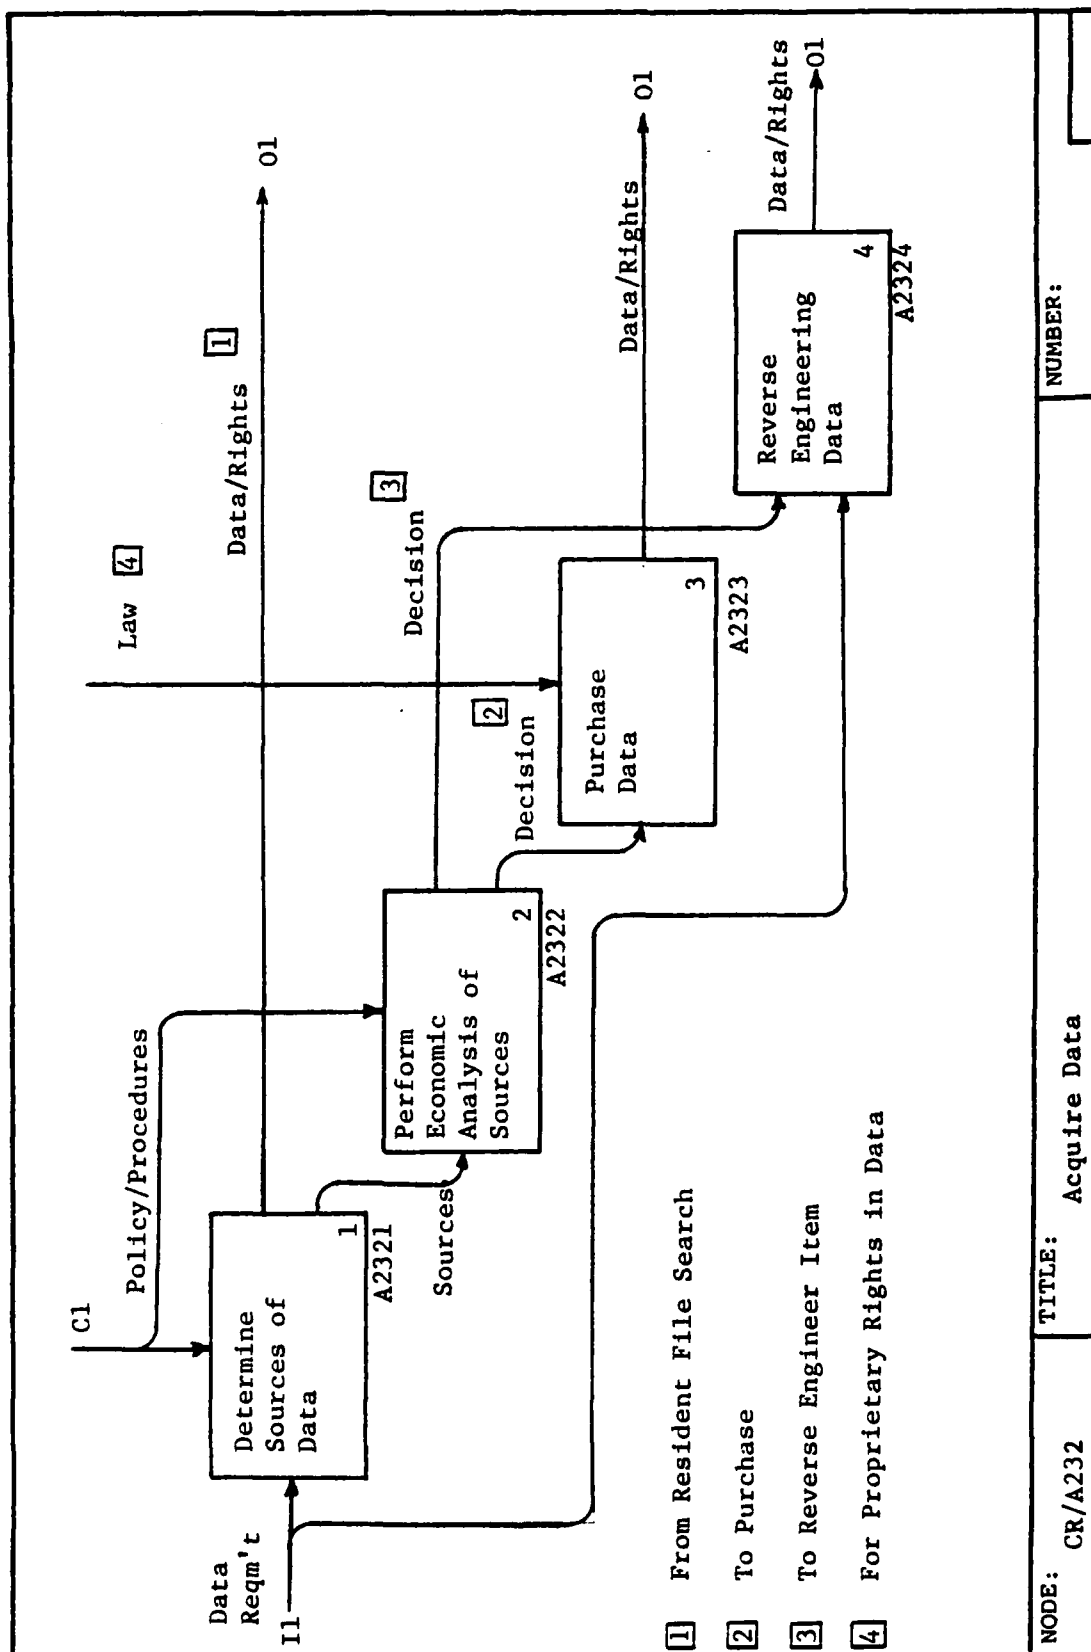 C1
Policy/Procedures
Law [4]
Data/Rights [1]
O1
Data
Reqm't
I1
Determine
Sources of
Data
1
A2321
Sources
Perform
Economic
Analysis of
Sources
2
A2322
Decision [3]
Decision [2]
Purchase
Data
3
A2323
Data/Rights
O1
Reverse
Engineering
Data
4
A2324
Data/Rights
O1
[1] From Resident File Search
[2] To Purchase
[3] To Reverse Engineer Item
[4] For Proprietary Rights in Data
NODE: CR/A232
TITLE: Acquire Data
NUMBER: